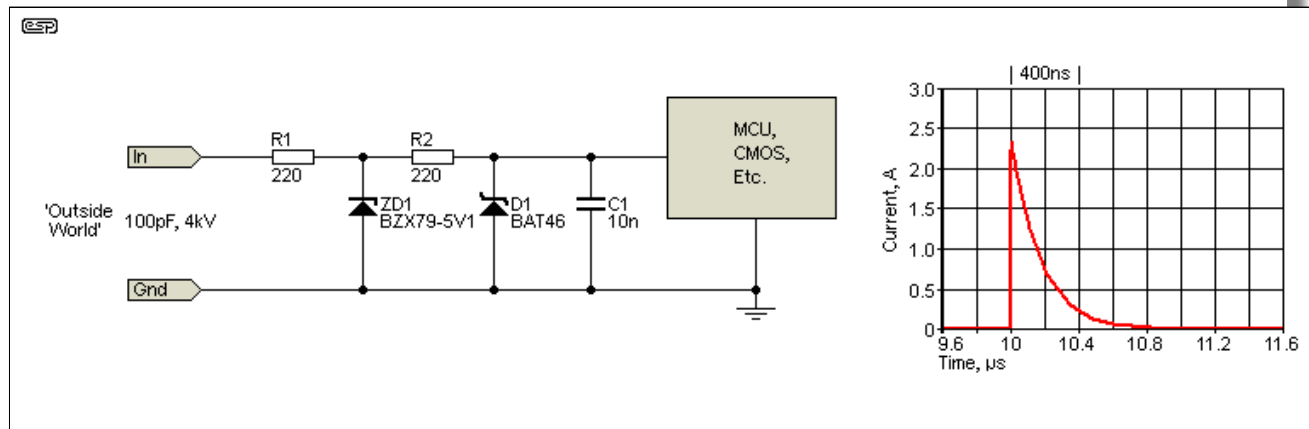 esp
In
R1
220
R2
220
ZD1
BZX79-5V1
D1
BAT46
C1
10n
MCU,
CMOS,
Etc.
'Outside
World'
100pF, 4kV
Gnd
| 400ns |
3.0
2.5
2.0
1.5
1.0
0.5
0
Current, A
9.6 10 10.4 10.8 11.2 11.6
Time, µs